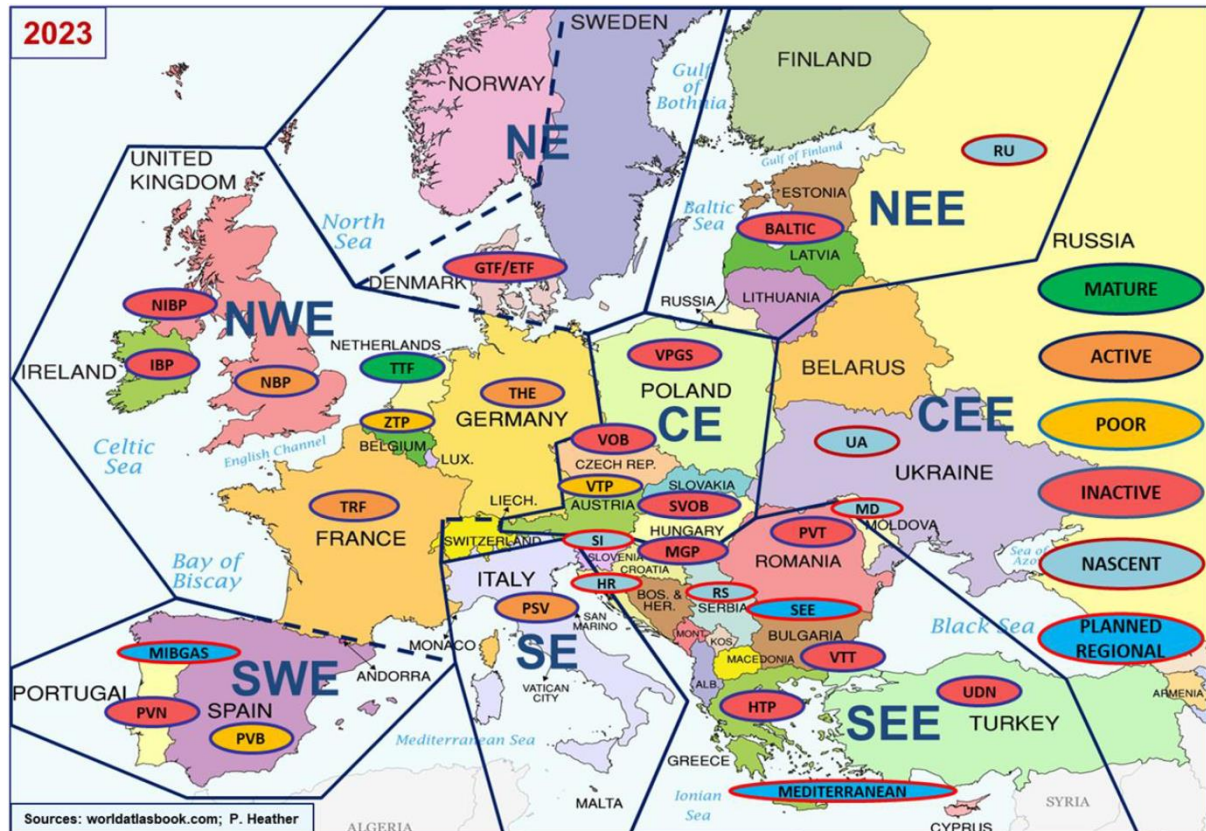 2023
SWEDEN
NORWAY
FINLAND
Gulf
of
Bothnia
NE
UNITED
KINGDOM
RU
Gulf of Finland
ESTONIA
NEE
North
Sea
Baltic
Sea
BALTIC
LATVIA
RUSSIA
DENMARK
GTF/ETF
LITHUANIA
MATURE
RUSSIA
NIBP
NWE
NETHERLANDS
TTF
VPGS
BELARUS
ACTIVE
IRELAND
IBP
NBP
THE
POLAND
GERMANY
CE
CEE
POOR
ZTP
BELGIUM
English Channel
Celtic
Sea
LUX.
VOB
CZECH REP.
UA
UKRAINE
VTP
SLOVAKIA
AUSTRIA
SVOB
INACTIVE
TRF
FRANCE
LIECH.
HUNGARY
MD
MOLDOVA
SWITZERLAND
SI
SLOVENIA
MGP
PVT
ROMANIA
Sea of
Azo
NASCENT
Bay of
Biscay
ITALY
CROATIA
HR
BOS. &
HER.
RS
SERBIA
PSV
SAN
MARINO
SEE
BULGARIA
Black Sea
PLANNED
REGIONAL
MONACO
SE
MONT.
KOS.
MIBGAS
ANDORRA
MACEDONIA
VTT
SWE
PORTUGAL
VATICAN
CITY
ALB.
UDN
ARMENIA
PVN
SPAIN
PVB
HTP
SEE
TURKEY
Mediterranean Sea
GREECE
MEDITERRANEAN
MALTA
Ionian
Sea
SYRIA
Sources: worldatlasbook.com; P. Heather
ALGERIA
CYPRUS